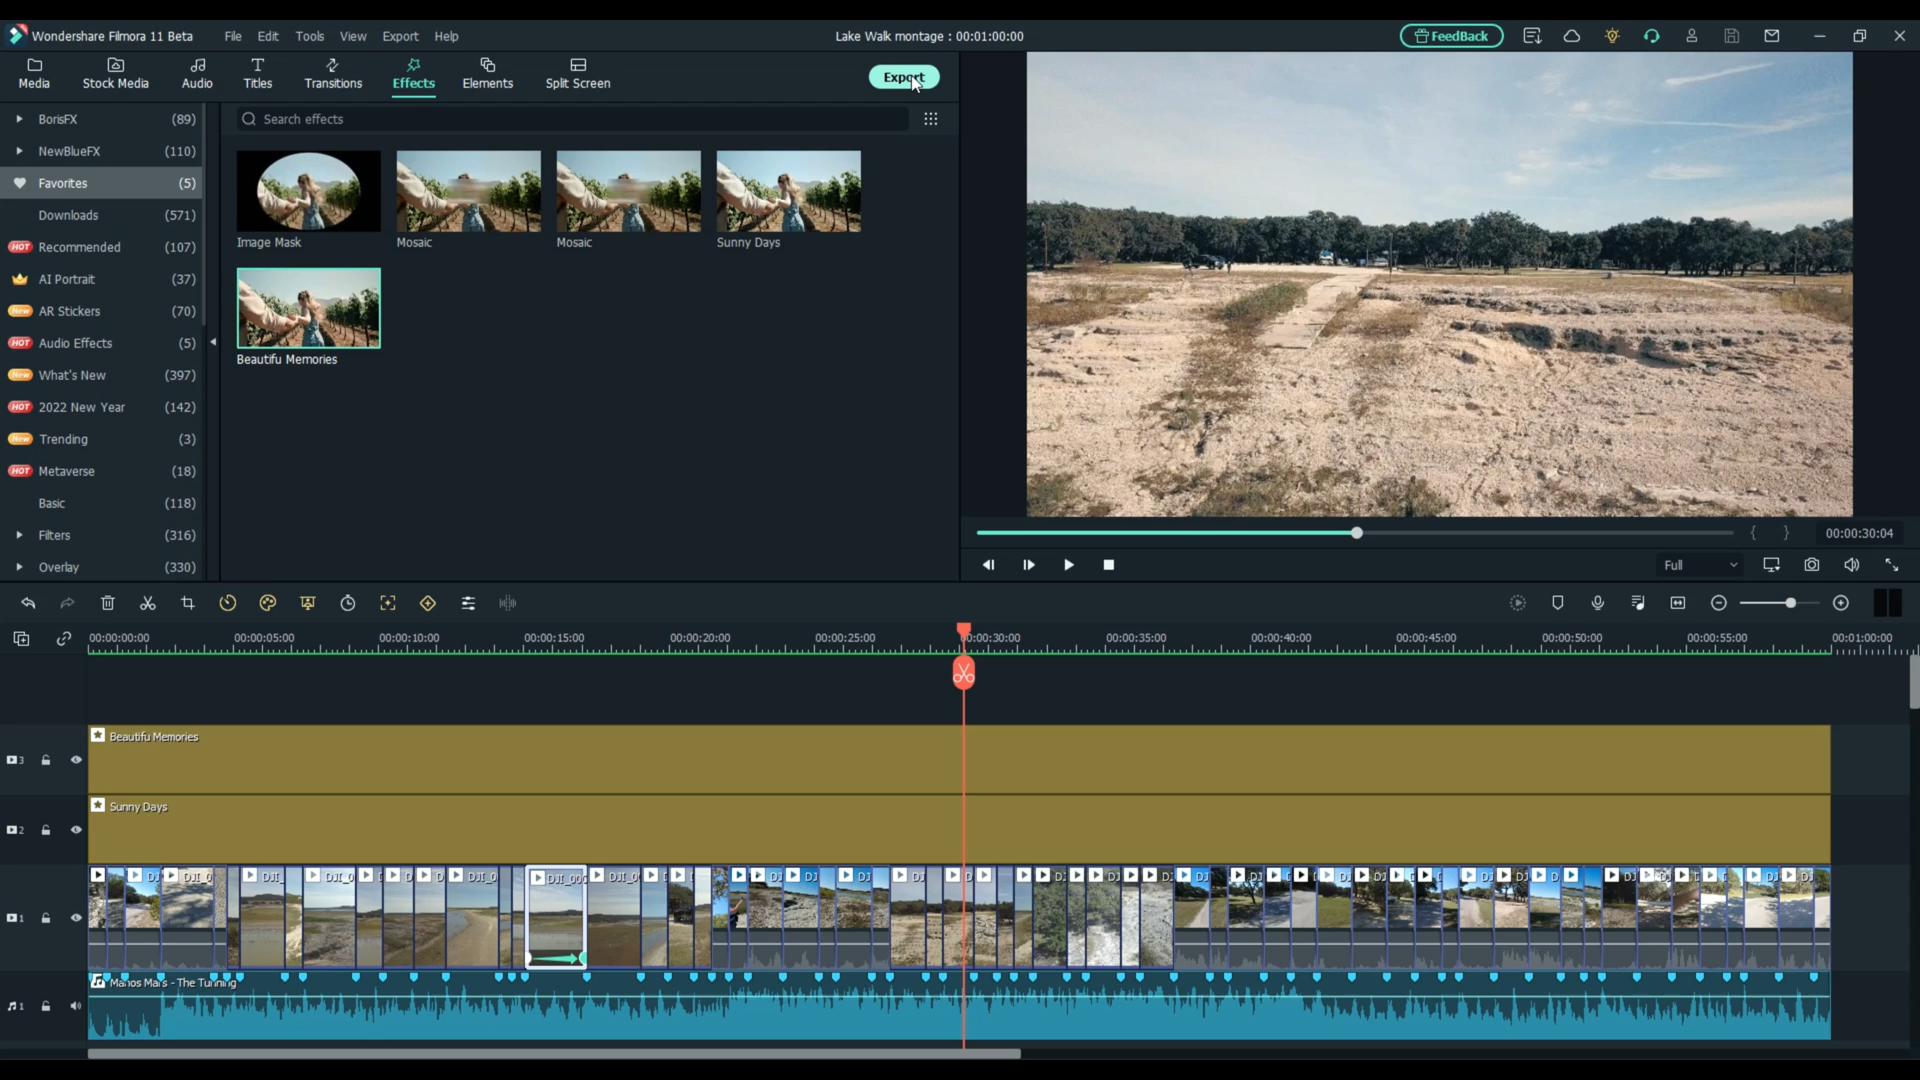 Wondershare Filmora 11 Beta File Edit Tools View Export Help Lake Walk montage : 00:01:00:00 FeedBack
Media Stock Media Audio Titles Transitions Effects Elements Split Screen Export
BorisFX (89)
NewBlueFX (110)
Favorites (5)
Downloads (571)
HOT Recommended (107)
AI Portrait (37)
New AR Stickers (70)
HOT Audio Effects (5)
New What's New (397)
HOT 2022 New Year (142)
New Trending (3)
HOT Metaverse (18)
Basic (118)
Filters (316)
Overlay (330)
Search effects
Image Mask Mosaic Mosaic Sunny Days
Beautifu Memories
00:00:30:04
Full
00:00:00:00 00:00:05:00 00:00:10:00 00:00:15:00 00:00:20:00 00:00:25:00 00:00:30:00 00:00:35:00 00:00:40:00 00:00:45:00 00:00:50:00 00:00:55:00 00:01:00:00
3 Beautifu Memories
2 Sunny Days
1
1 Manos Mars - The Turning